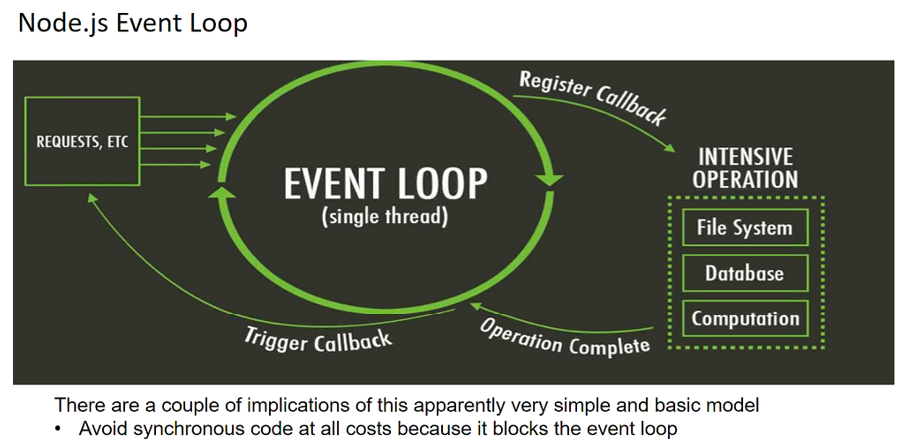 Node.js Event Loop
REQUESTS, ETC
Register Callback
EVENT LOOP
(single thread)
INTENSIVE
OPERATION
File System
Database
Computation
Operation Complete
Trigger Callback
There are a couple of implications of this apparently very simple and basic model
• Avoid synchronous code at all costs because it blocks the event loop